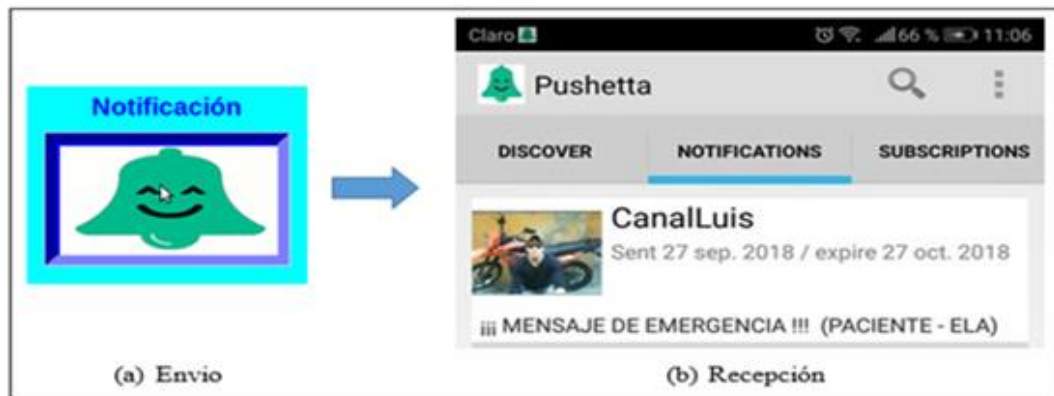 Notificación
Claro 66 % 11:06
Pushetta
DISCOVER NOTIFICATIONS SUBSCRIPTIONS
CanalLuis
Sent 27 sep. 2018 / expire 27 oct. 2018
¡¡¡ MENSAJE DE EMERGENCIA !!! (PACIENTE - ELA)
(a) Envio (b) Recepción